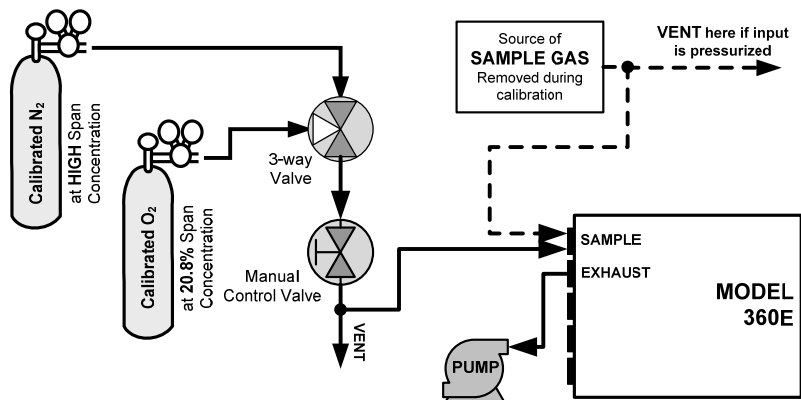 Calibrated N₂
at HIGH Span
Concentration
Calibrated O₂
at 20.8% Span
Concentration
3-way
Valve
Manual
Control Valve
VENT
Source of
SAMPLE GAS
Removed during
calibration
VENT here if input
is pressurized
SAMPLE
EXHAUST
MODEL
360E
PUMP